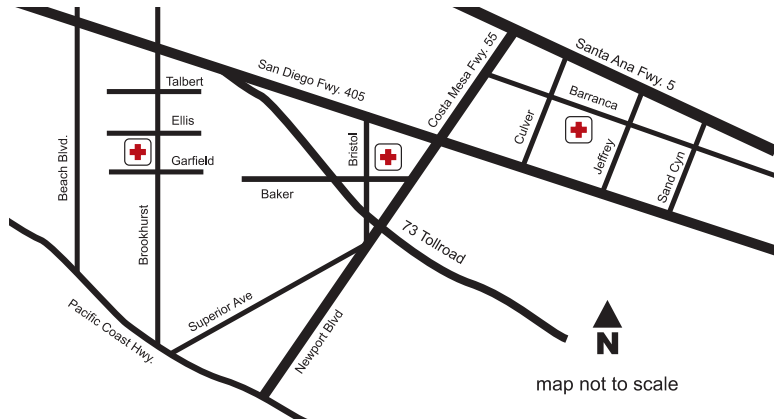 Santa Ana Fwy. 5
San Diego Fwy. 405
Costa Mesa Fwy. 55
Talbert
Barranca
Ellis
Culver
Bristol
Garfield
Jeffrey
Beach Blvd.
Sand Cyn
Baker
Brookhurst
73 Tollroad
Superior Ave
Pacific Coast Hwy.
Newport Blvd
N
map not to scale